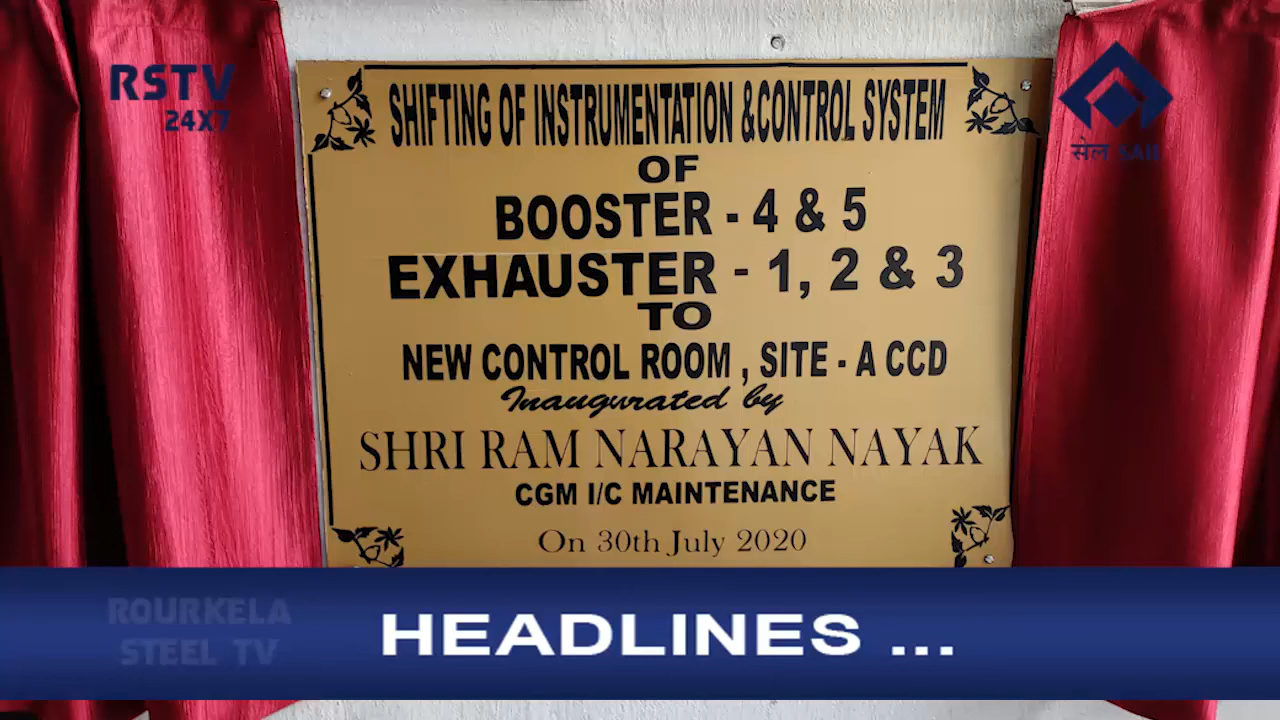 RSTV
24X7
सेल SAIL
SHIFTING OF INSTRUMENTATION &CONTROL SYSTEM
OF
BOOSTER - 4 & 5
EXHAUSTER - 1, 2 & 3
TO
NEW CONTROL ROOM , SITE - A CCD
Inaugurated by
SHRI RAM NARAYAN NAYAK
CGM I/C MAINTENANCE
On 30th July 2020
ROURKELA
STEEL TV
HEADLINES ...